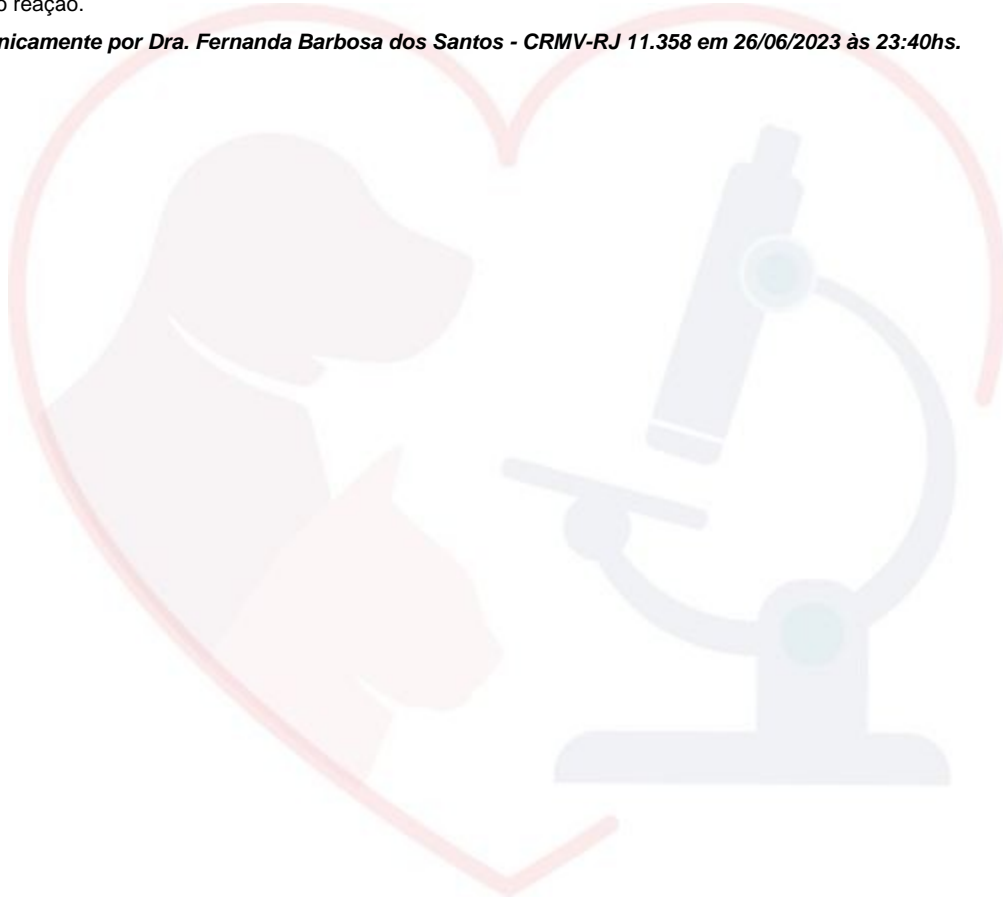 o reação.
nicamente por Dra. Fernanda Barbosa dos Santos - CRMV-RJ 11.358 em 26/06/2023 às 23:40hs.